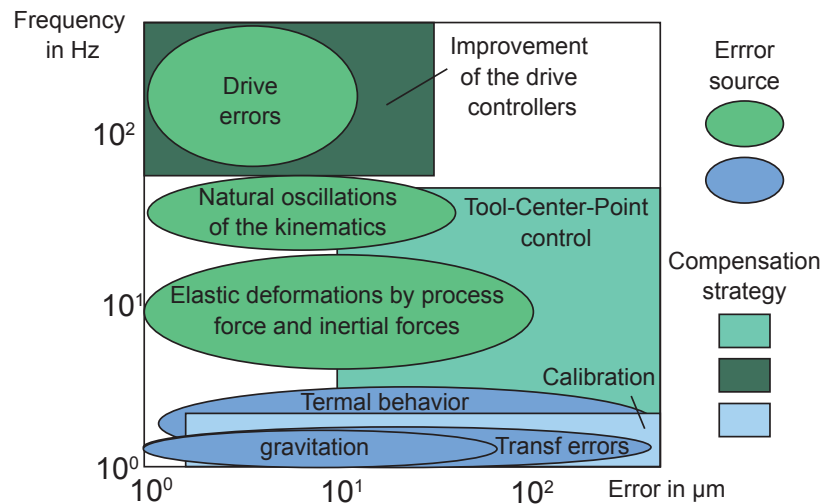 Frequency
in Hz
10²
10¹
10⁰
Drive
errors
Improvement
of the drive
controllers
Natural oscillations
of the kinematics
Tool-Center-Point
control
Elastic deformations by process
force and inertial forces
Calibration
Termal behavior
gravitation
Transf errors
10⁰
10¹
10²
Error in µm
Errror
source
Compensation
strategy